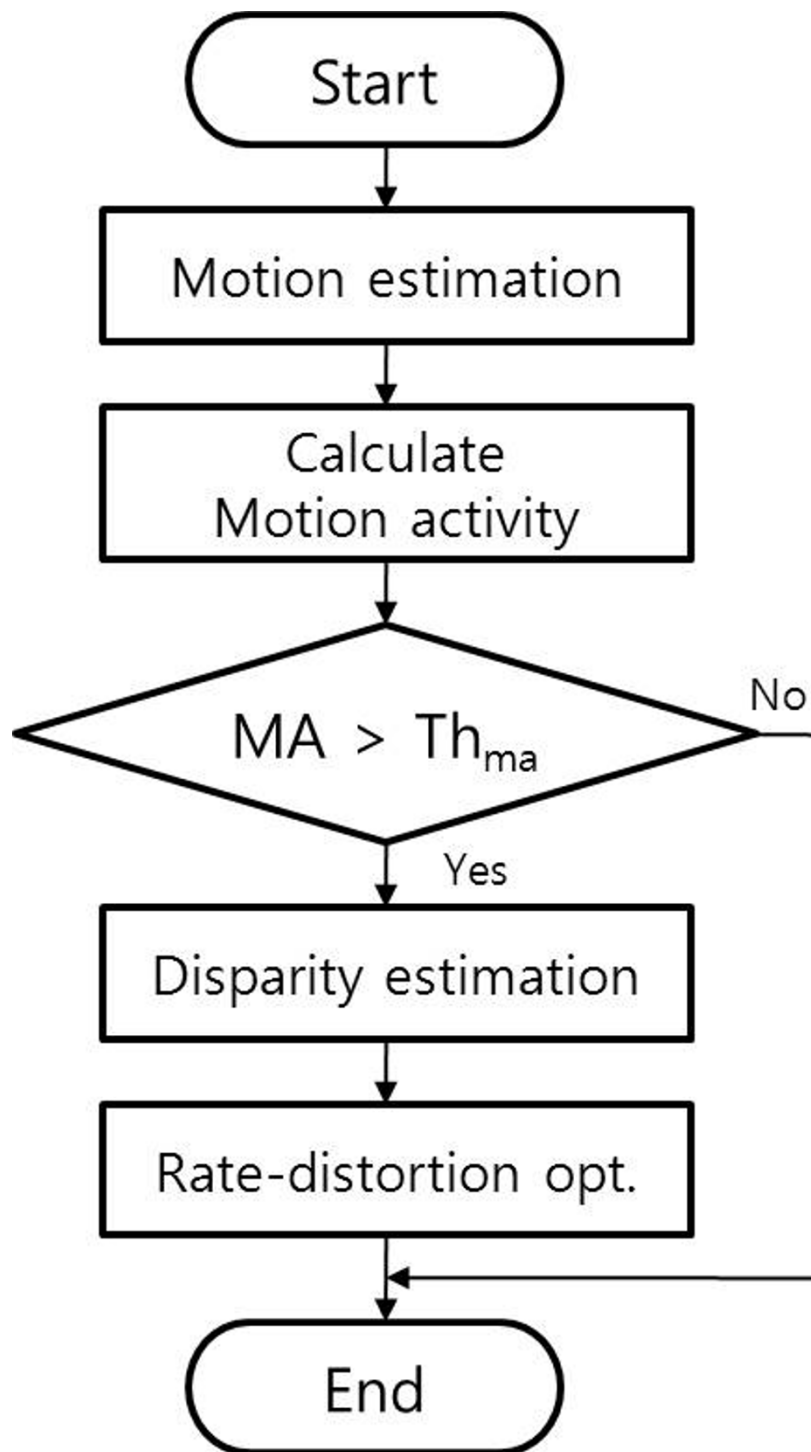 Start
Motion estimation
Calculate
Motion activity
MA > Thma
No
Yes
Disparity estimation
Rate-distortion opt.
End